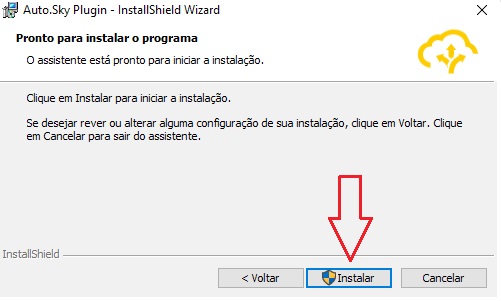 Auto.Sky Plugin - InstallShield Wizard
Pronto para instalar o programa
O assistente está pronto para iniciar a instalação.
Clique em Instalar para iniciar a instalação.
Se desejar rever ou alterar alguma configuração de sua instalação, clique em Voltar. Clique
em Cancelar para sair do assistente.
InstallShield
< Voltar
Instalar
Cancelar